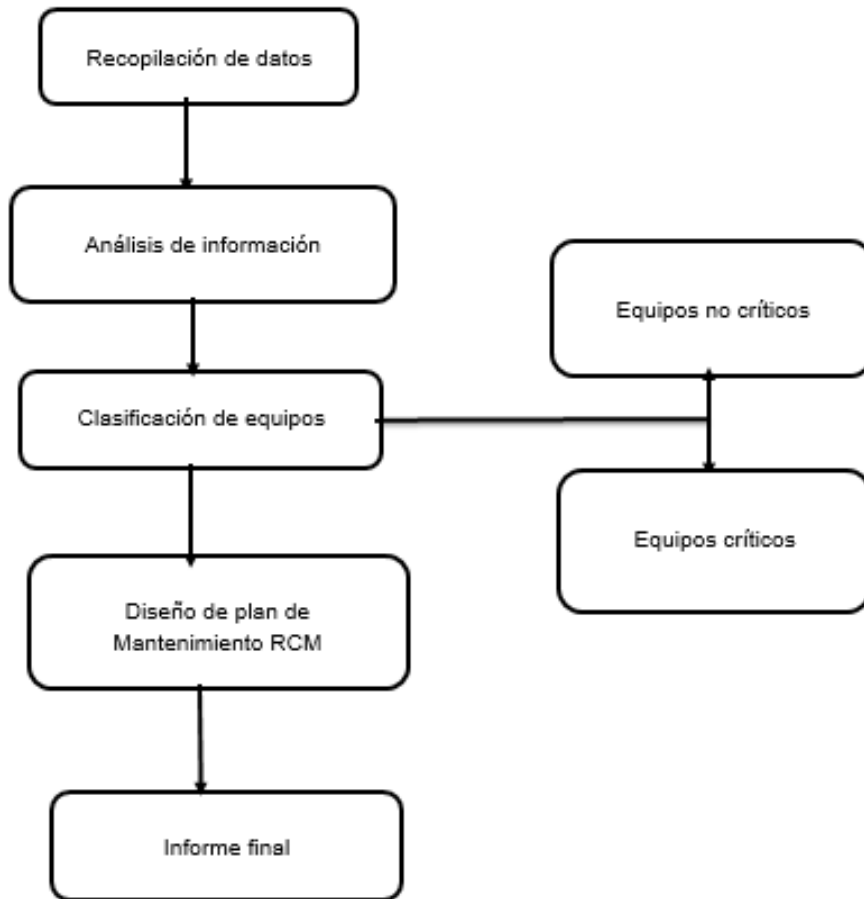 Recopilación de datos
Análisis de información
Equipos no críticos
Clasificación de equipos
Equipos críticos
Diseño de plan de
Mantenimiento RCM
Informe final